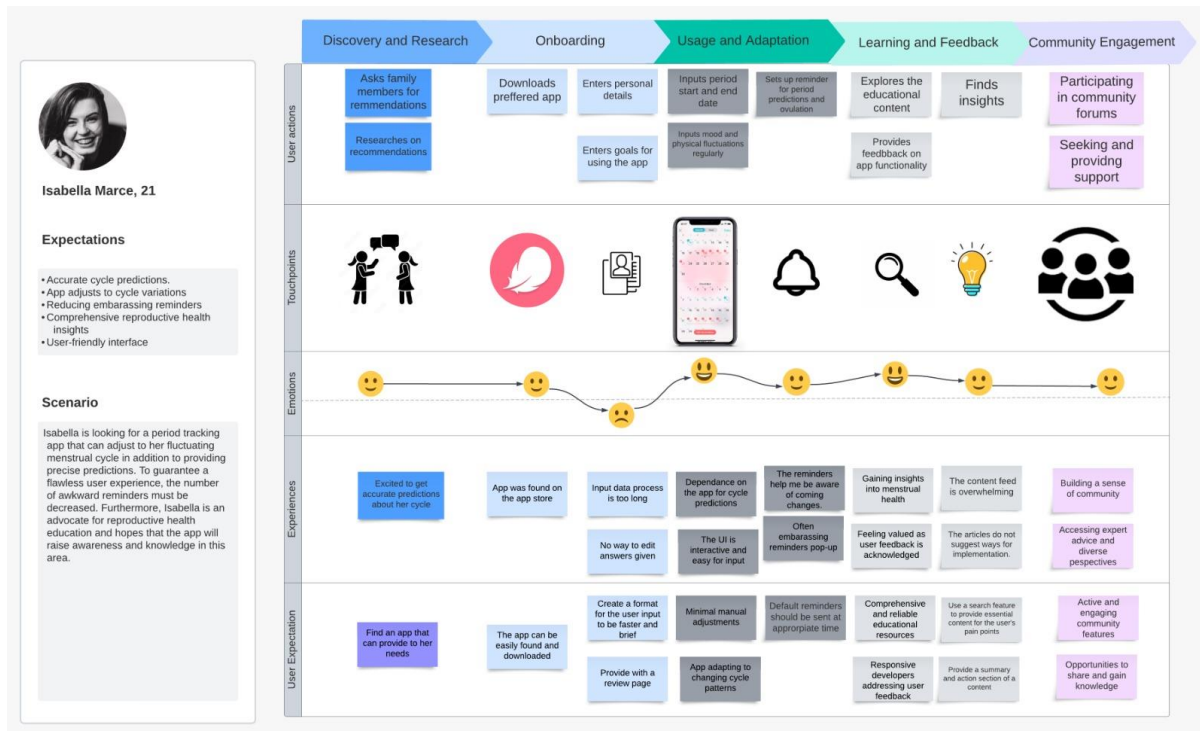 Discovery and Research
Onboarding
Usage and Adaptation
Learning and Feedback
Community Engagement
Isabella Marce, 21
Expectations
• Accurate cycle predictions.
• App adjusts to cycle variations
• Reducing embarassing reminders
• Comprehensive reproductive health
insights
• User-friendly interface
Scenario
Isabella is looking for a period tracking
app that can adjust to her fluctuating
menstrual cycle in addition to providing
precise predictions. To guarantee a
flawless user experience, the number
of awkward reminders must be
decreased. Furthermore, Isabella is an
advocate for reproductive health
education and hopes that the app will
raise awareness and knowledge in this
area.
User actions
Asks family
members for
remmendations
Researches on
recommendations
Downloads
preffered app
Enters personal
details
Enters goals for
using the app
Inputs period
start and end
date
Inputs mood and
physical fluctuations
regularly
Sets up reminder
for period
predictions and
ovulation
Explores the
educational
content
Provides
feedbback on
app functionality
Finds
insights
Participating
in community
forums
Seeking and
providng
support
Touchpoints
Emotions
Experiences
Excited to get
accurate predictions
about her cycle
App was found on
the app store
Input data process
is too long
No way to edit
answers given
Dependance on
the app for cycle
predictions
The UI is
interactive and
easy for input
The reminders
help me be aware
of coming
changes.
Often
embarassing
reminders pop-up
Gaining insights
into menstrual
health
Feeling valued as
user feedback is
acknowledged
The content feed
is overwhelming
The articles do not
suggest ways for
implementation.
Building a sense
of community
Accessing expert
advice and
diverse
pespectives
User Expectation
Find an app that
can provide to her
needs
The app can be
easily found and
downloaded
Create a format
for the user input
to be faster and
brief
Provide with a
review page
Minimal manual
adjustments
App adapting to
changing cycle
patterns
Default reminders
should be sent at
approrpiate time
Comprehensive
and reliable
educational
resources
Responsive
developers
addressing user
feedback
Use a search feature
to provide essential
content for the user's
pain points
Provide a summary
and action section of a
content
Active and
engaging
community
features
Opportunities to
share and gain
knowledge